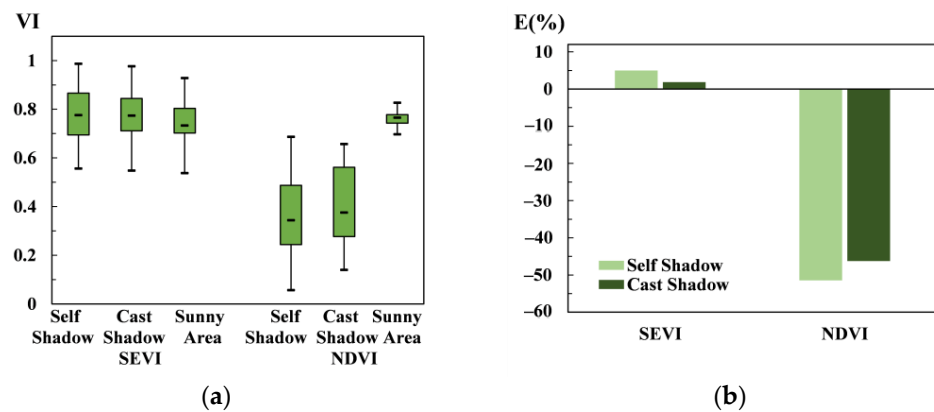 VI
1
0.8
0.6
0.4
0.2
0
Self Cast Sunny Self Cast Sunny
Shadow Shadow Area Shadow Shadow Area
SEVI NDVI
(a)
E(%)
10
0
–10
–20
–30
–40
–50
–60
Self Shadow
Cast Shadow
SEVI NDVI
(b)